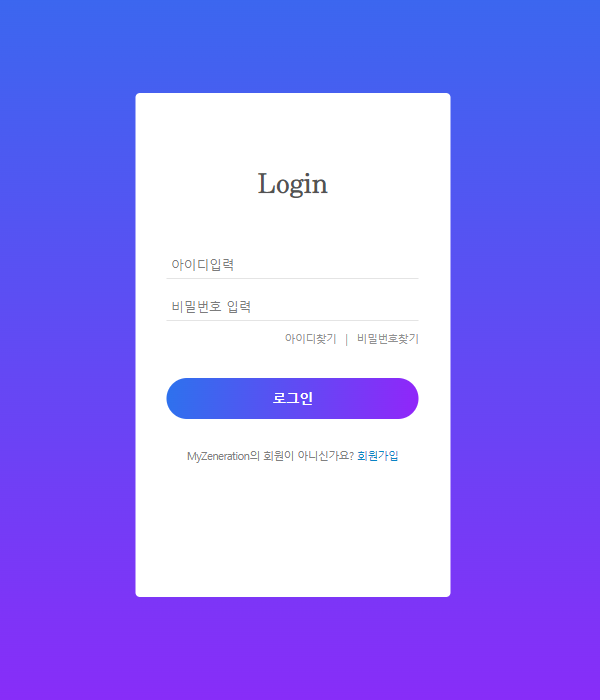 Login
아이디입력
비밀번호 입력
아이디찾기 | 비밀번호찾기
로그인
MyZeneration의 회원이 아니신가요? 회원가입